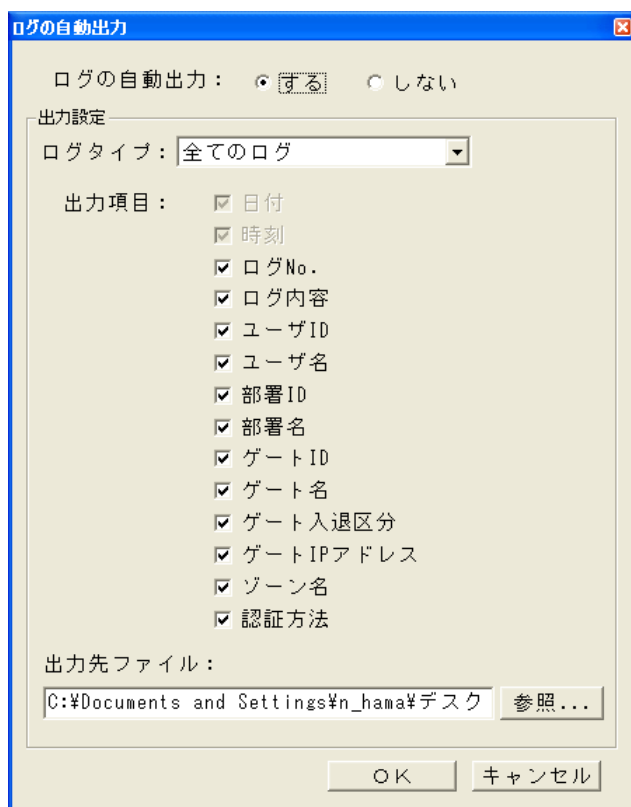 ログの自動出力
ログの自動出力： する しない
出力設定
ログタイプ： 全てのログ
出力項目： 日付
時刻
ログNo.
ログ内容
ユーザID
ユーザ名
部署ID
部署名
ゲートID
ゲート名
ゲート入退区分
ゲートIPアドレス
ゾーン名
認証方法
出力先ファイル：
C:¥Documents and Settings¥n_hama¥デスク 参照...
OK キャンセル